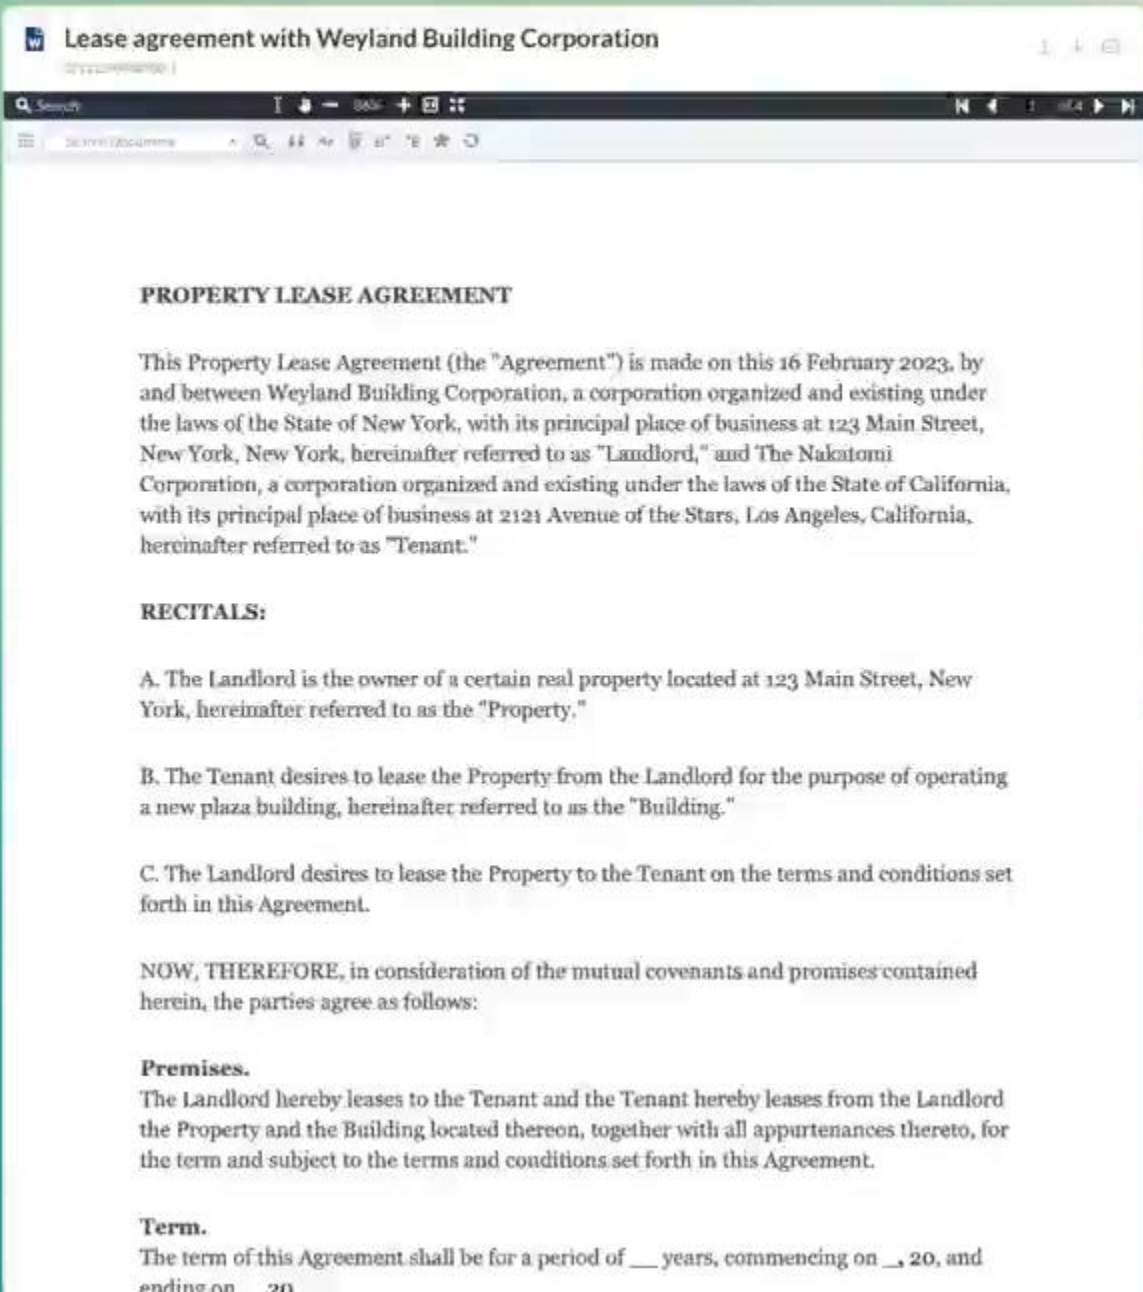 Lease agreement with Weyland Building Corporation
Search 86%
Search Document
PROPERTY LEASE AGREEMENT
This Property Lease Agreement (the "Agreement") is made on this 16 February 2023, by
and between Weyland Building Corporation, a corporation organized and existing under
the laws of the State of New York, with its principal place of business at 123 Main Street,
New York, New York, hereinafter referred to as "Landlord," and The Nakatomi
Corporation, a corporation organized and existing under the laws of the State of California,
with its principal place of business at 2121 Avenue of the Stars, Los Angeles, California,
hereinafter referred to as "Tenant."
RECITALS:
A. The Landlord is the owner of a certain real property located at 123 Main Street, New
York, hereinafter referred to as the "Property."
B. The Tenant desires to lease the Property from the Landlord for the purpose of operating
a new plaza building, hereinafter referred to as the "Building."
C. The Landlord desires to lease the Property to the Tenant on the terms and conditions set
forth in this Agreement.
NOW, THEREFORE, in consideration of the mutual covenants and promises contained
herein, the parties agree as follows:
Premises.
The Landlord hereby leases to the Tenant and the Tenant hereby leases from the Landlord
the Property and the Building located thereon, together with all appurtenances thereto, for
the term and subject to the terms and conditions set forth in this Agreement.
Term.
The term of this Agreement shall be for a period of __ years, commencing on _, 20, and
ending on _ 20